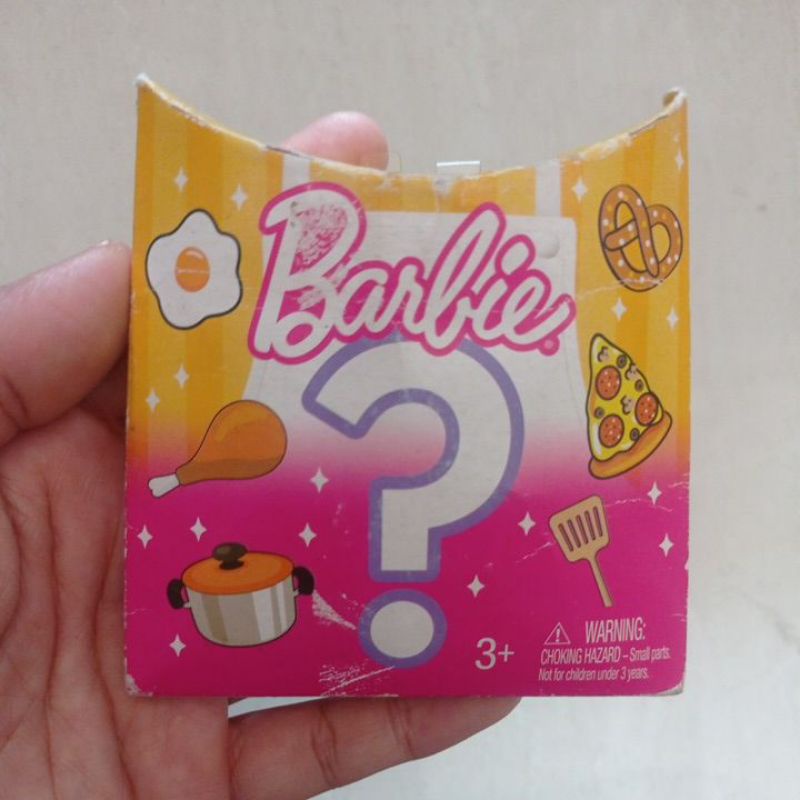 Barbie®
?
3+
WARNING:
CHOKING HAZARD – Small parts.
Not for children under 3 years.